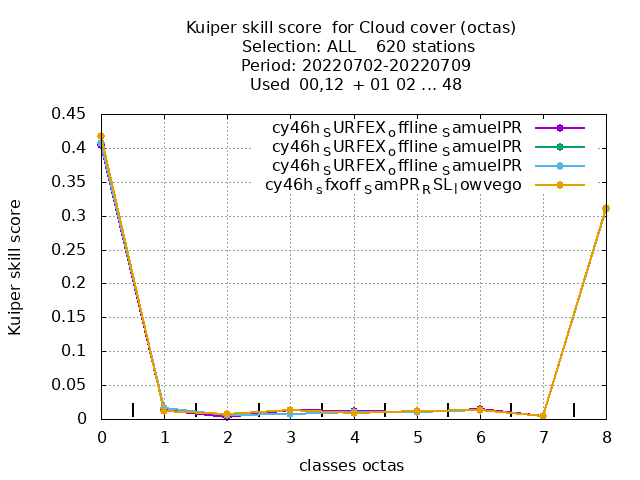 Kuiper skill score  for Cloud cover (octas)
Selection: ALL    620 stations
Period: 20220702-20220709
Used  00,12  + 01 02 ... 48
cy46h_SURFEX_offline_SamuelPR
cy46h_SURFEX_offline_SamuelPR
cy46h_SURFEX_offline_SamuelPR
cy46h_sfxoff_SamPR_RSL_lowvego
Kuiper skill score
0.45
0.4
0.35
0.3
0.25
0.2
0.15
0.1
0.05
0
0 1 2 3 4 5 6 7 8
classes octas